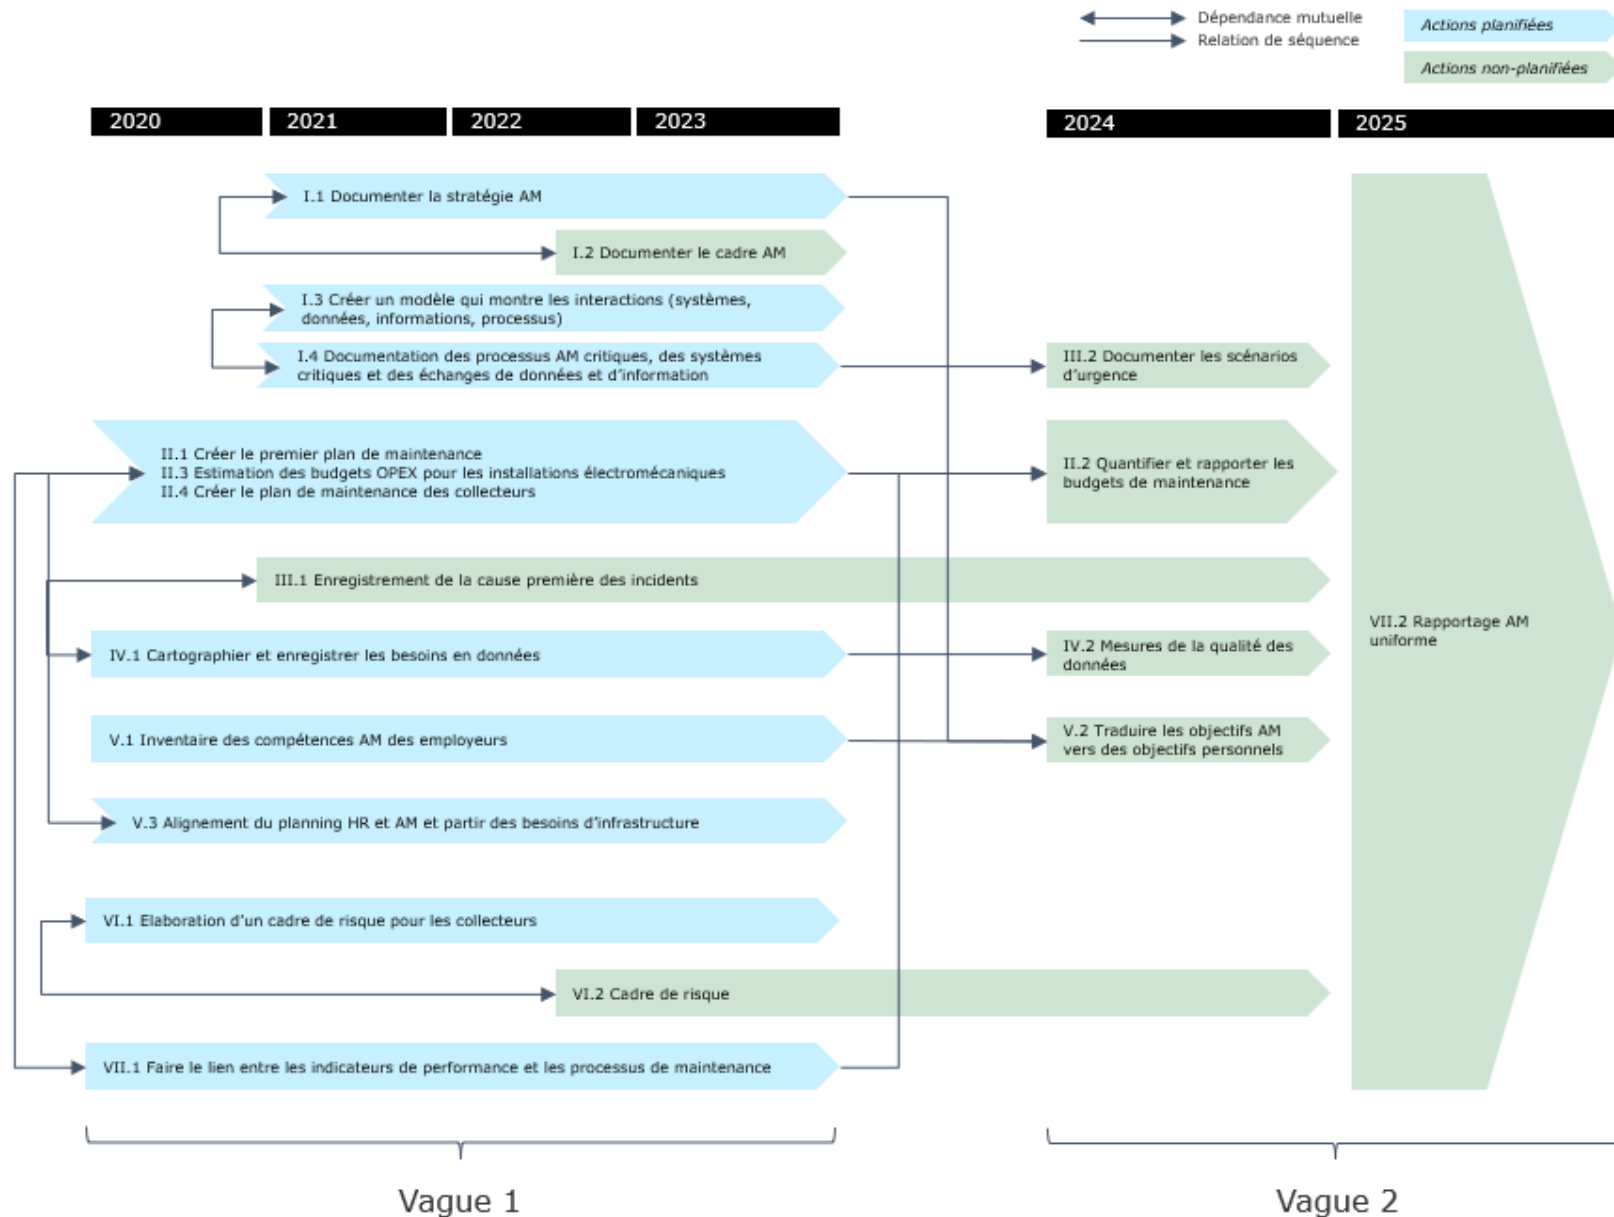 Dépendance mutuelle
Relation de séquence
Actions planifiées
Actions non-planifiées
2020
2021
2022
2023
2024
2025
I.1 Documenter la stratégie AM
I.2 Documenter le cadre AM
I.3 Créer un modèle qui montre les interactions (systèmes,
données, informations, processus)
I.4 Documentation des processus AM critiques, des systèmes
critiques et des échanges de données et d'information
III.2 Documenter les scénarios
d'urgence
II.1 Créer le premier plan de maintenance
II.3 Estimation des budgets OPEX pour les installations électromécaniques
II.4 Créer le plan de maintenance des collecteurs
II.2 Quantifier et rapporter les
budgets de maintenance
III.1 Enregistrement de la cause première des incidents
VII.2 Rapportage AM
uniforme
IV.1 Cartographier et enregistrer les besoins en données
IV.2 Mesures de la qualité des
données
V.1 Inventaire des compétences AM des employeurs
V.2 Traduire les objectifs AM
vers des objectifs personnels
V.3 Alignement du planning HR et AM et partir des besoins d'infrastructure
VI.1 Elaboration d'un cadre de risque pour les collecteurs
VI.2 Cadre de risque
VII.1 Faire le lien entre les indicateurs de performance et les processus de maintenance
Vague 1
Vague 2